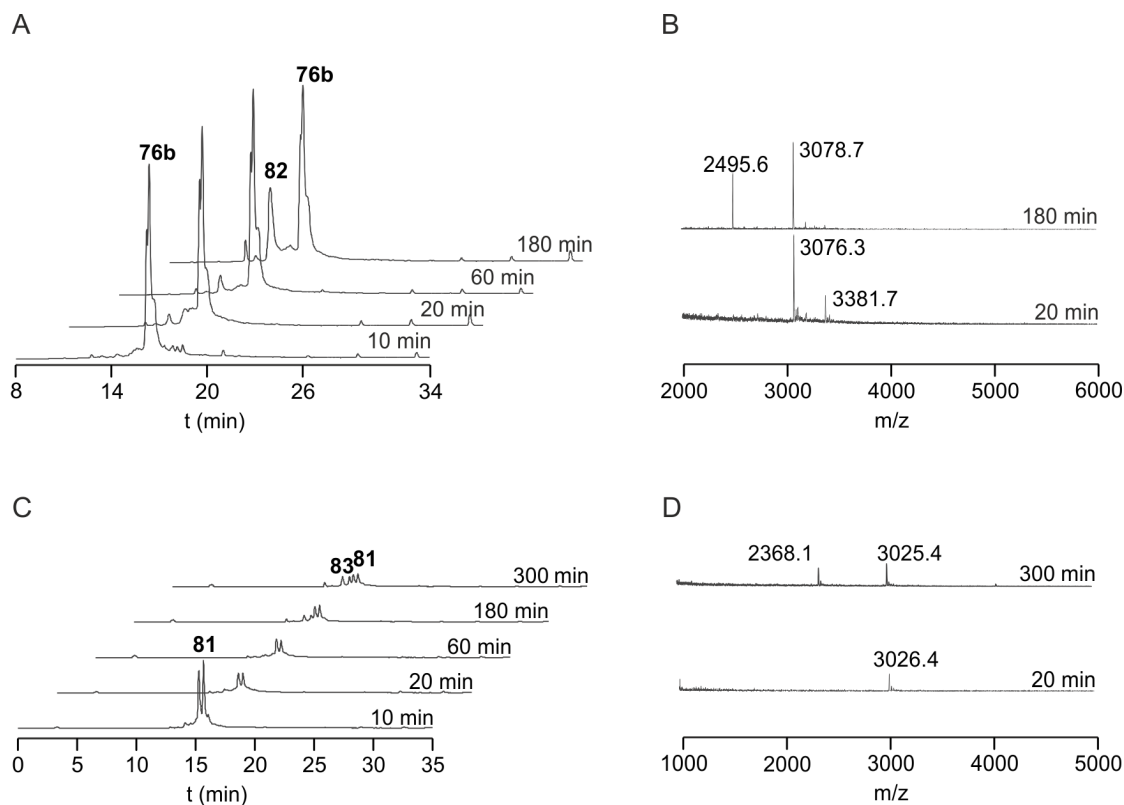 A
B
76b
76b
82
180 min
60 min
20 min
10 min
8 14 20 26 34
t (min)
3078.7
2495.6
180 min
3076.3
3381.7
20 min
2000 3000 4000 5000 6000
m/z
C
D
83 81
300 min
180 min
81
60 min
20 min
10 min
0 5 10 15 20 25 30 35
t (min)
2368.1 3025.4
300 min
3026.4
20 min
1000 2000 3000 4000 5000
m/z